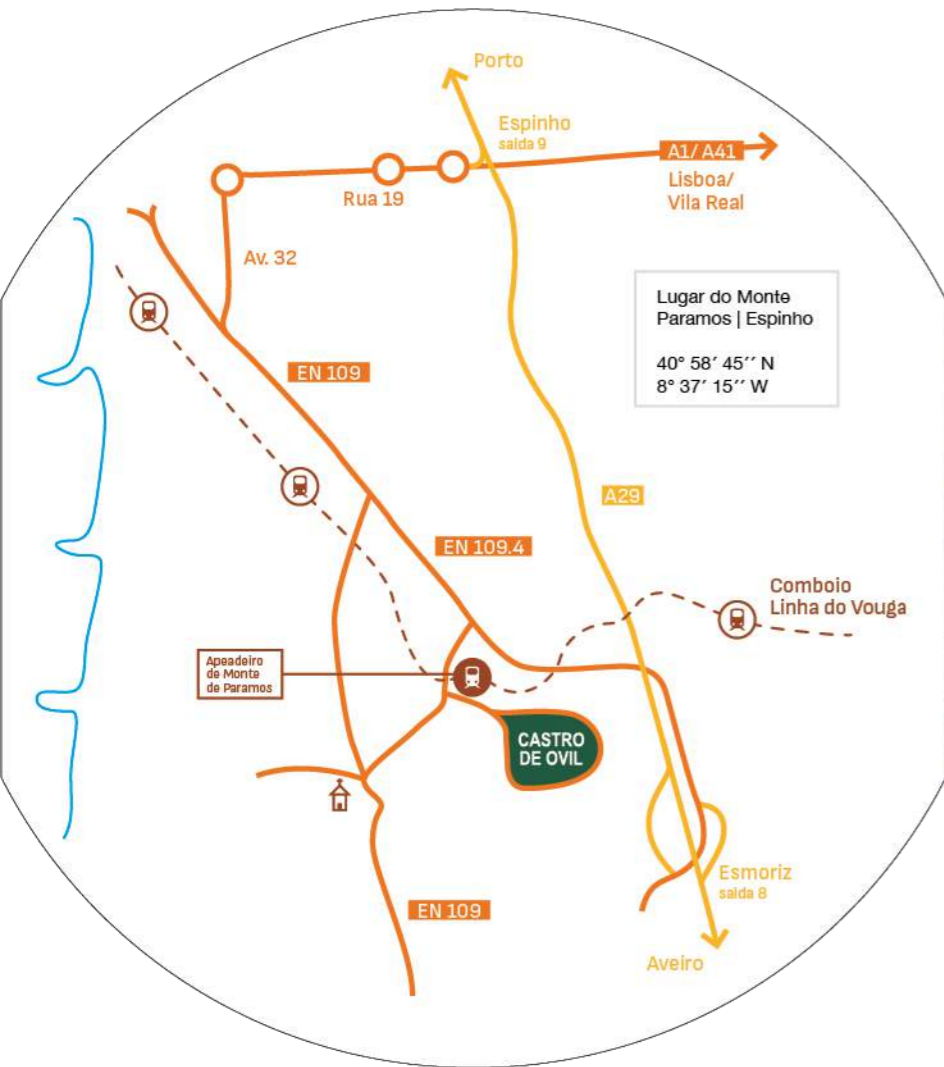 Porto
Espinho
saída 9
A1/ A41
Lisboa/
Vila Real
Rua 19
Av. 32
Lugar do Monte
Paramos | Espinho
40° 58′ 45′′ N
8° 37′ 15′′ W
EN 109
A29
EN 109.4
Comboio
Linha do Vouga
Apeadeiro
de Monte
de Paramos
CASTRO
DE OVIL
Esmoriz
saída 8
EN 109
Aveiro